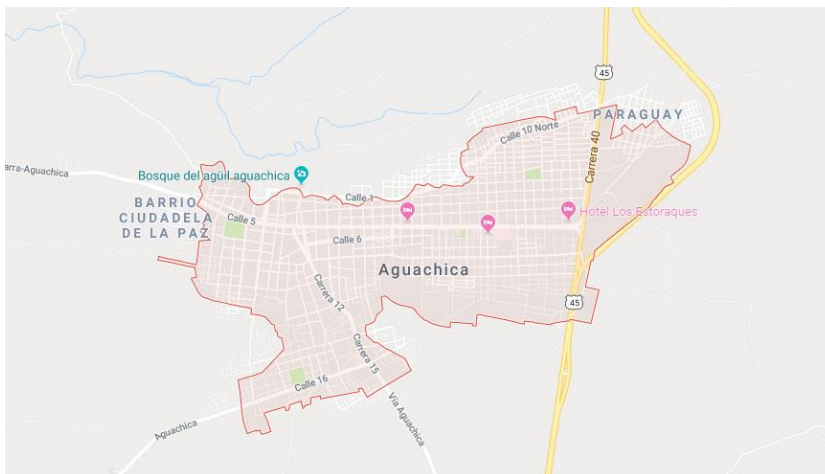 45
PARAGUAY
Calle 10 Norte
Carrera 40
arra-Aguachica
Bosque del agüil aguachica
Calle 1
BARRIO
CIUDADELA
DE LA PAZ
Calle 5
Hotel Los Estoraques
Calle 6
Aguachica
Carrera 12
45
Carrera 15
Calle 16
Vía Aguachica
Aguachica